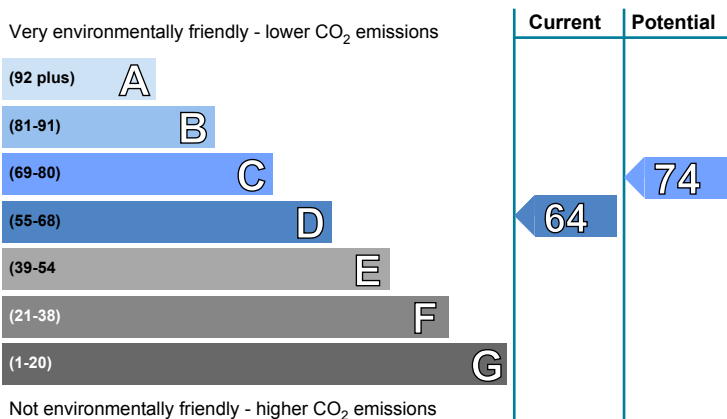 Very environmentally friendly - lower CO2 emissions
Current
Potential
(92 plus) A
(81-91) B
(69-80) C
(55-68) D
(39-54 E
(21-38) F
(1-20) G
64
74
Not environmentally friendly - higher CO2 emissions